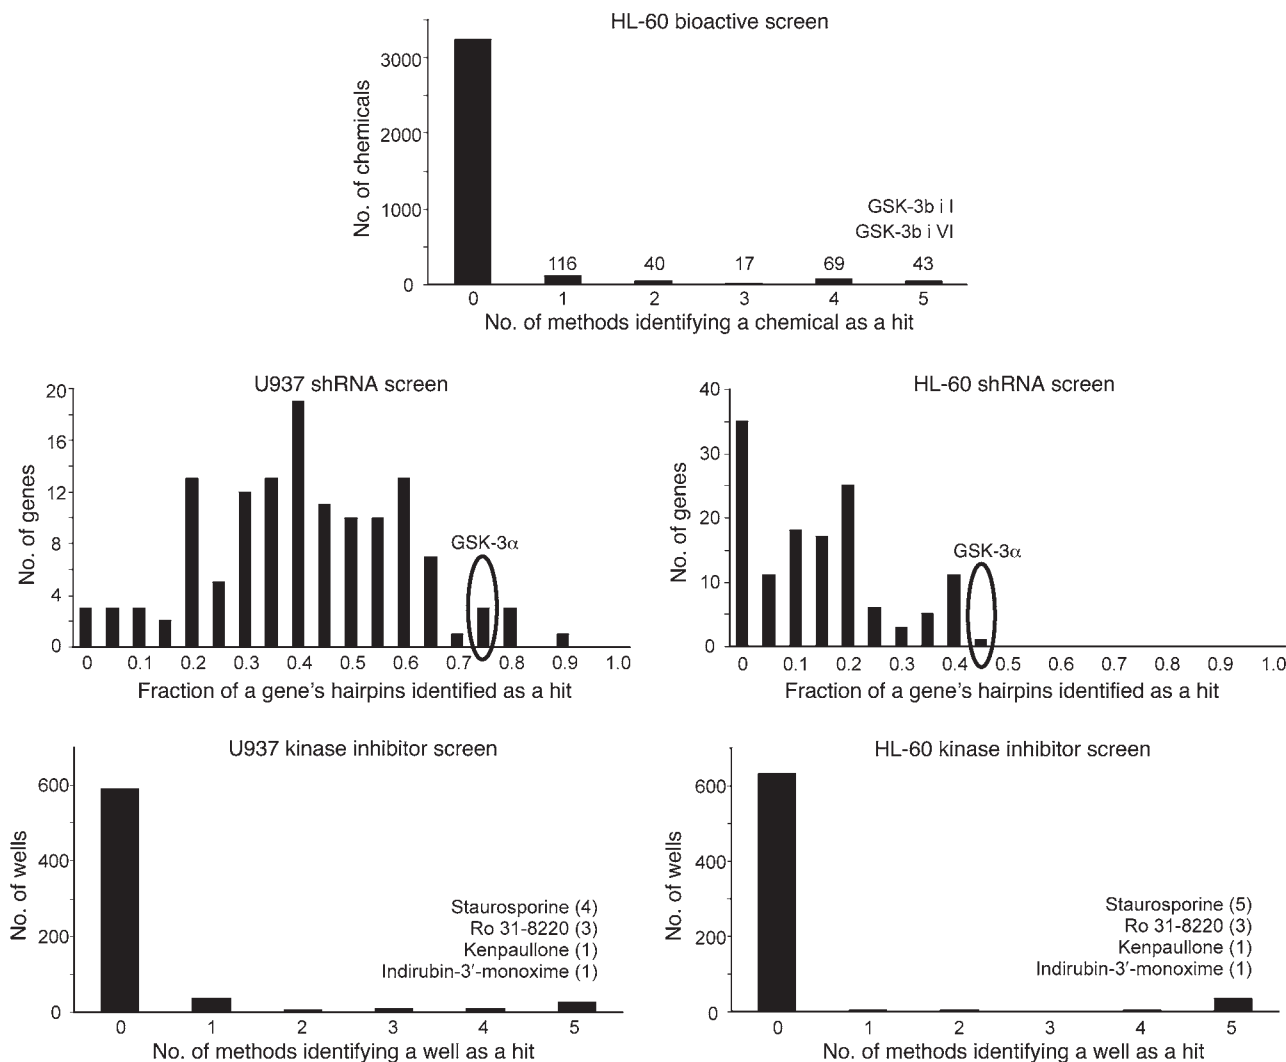 HL-60 bioactive screen
No. of chemicals
3000
2000
1000
0
GSK-3b i I
GSK-3b i VI
116 40 17 69 43
0 1 2 3 4 5
No. of methods identifying a chemical as a hit
U937 shRNA screen
No. of genes
20
16
12
8
4
0
GSK-3α
0 0.1 0.2 0.3 0.4 0.5 0.6 0.7 0.8 0.9 1.0
Fraction of a gene's hairpins identified as a hit
HL-60 shRNA screen
No. of genes
40
30
20
10
0
GSK-3α
0 0.1 0.2 0.3 0.4 0.5 0.6 0.7 0.8 0.9 1.0
Fraction of a gene's hairpins identified as a hit
U937 kinase inhibitor screen
No. of wells
600
400
200
0
Staurosporine (4)
Ro 31-8220 (3)
Kenpaullone (1)
Indirubin-3′-monoxime (1)
0 1 2 3 4 5
No. of methods identifying a well as a hit
HL-60 kinase inhibitor screen
No. of wells
600
400
200
0
Staurosporine (5)
Ro 31-8220 (3)
Kenpaullone (1)
Indirubin-3′-monoxime (1)
0 1 2 3 4 5
No. of methods identifying a well as a hit